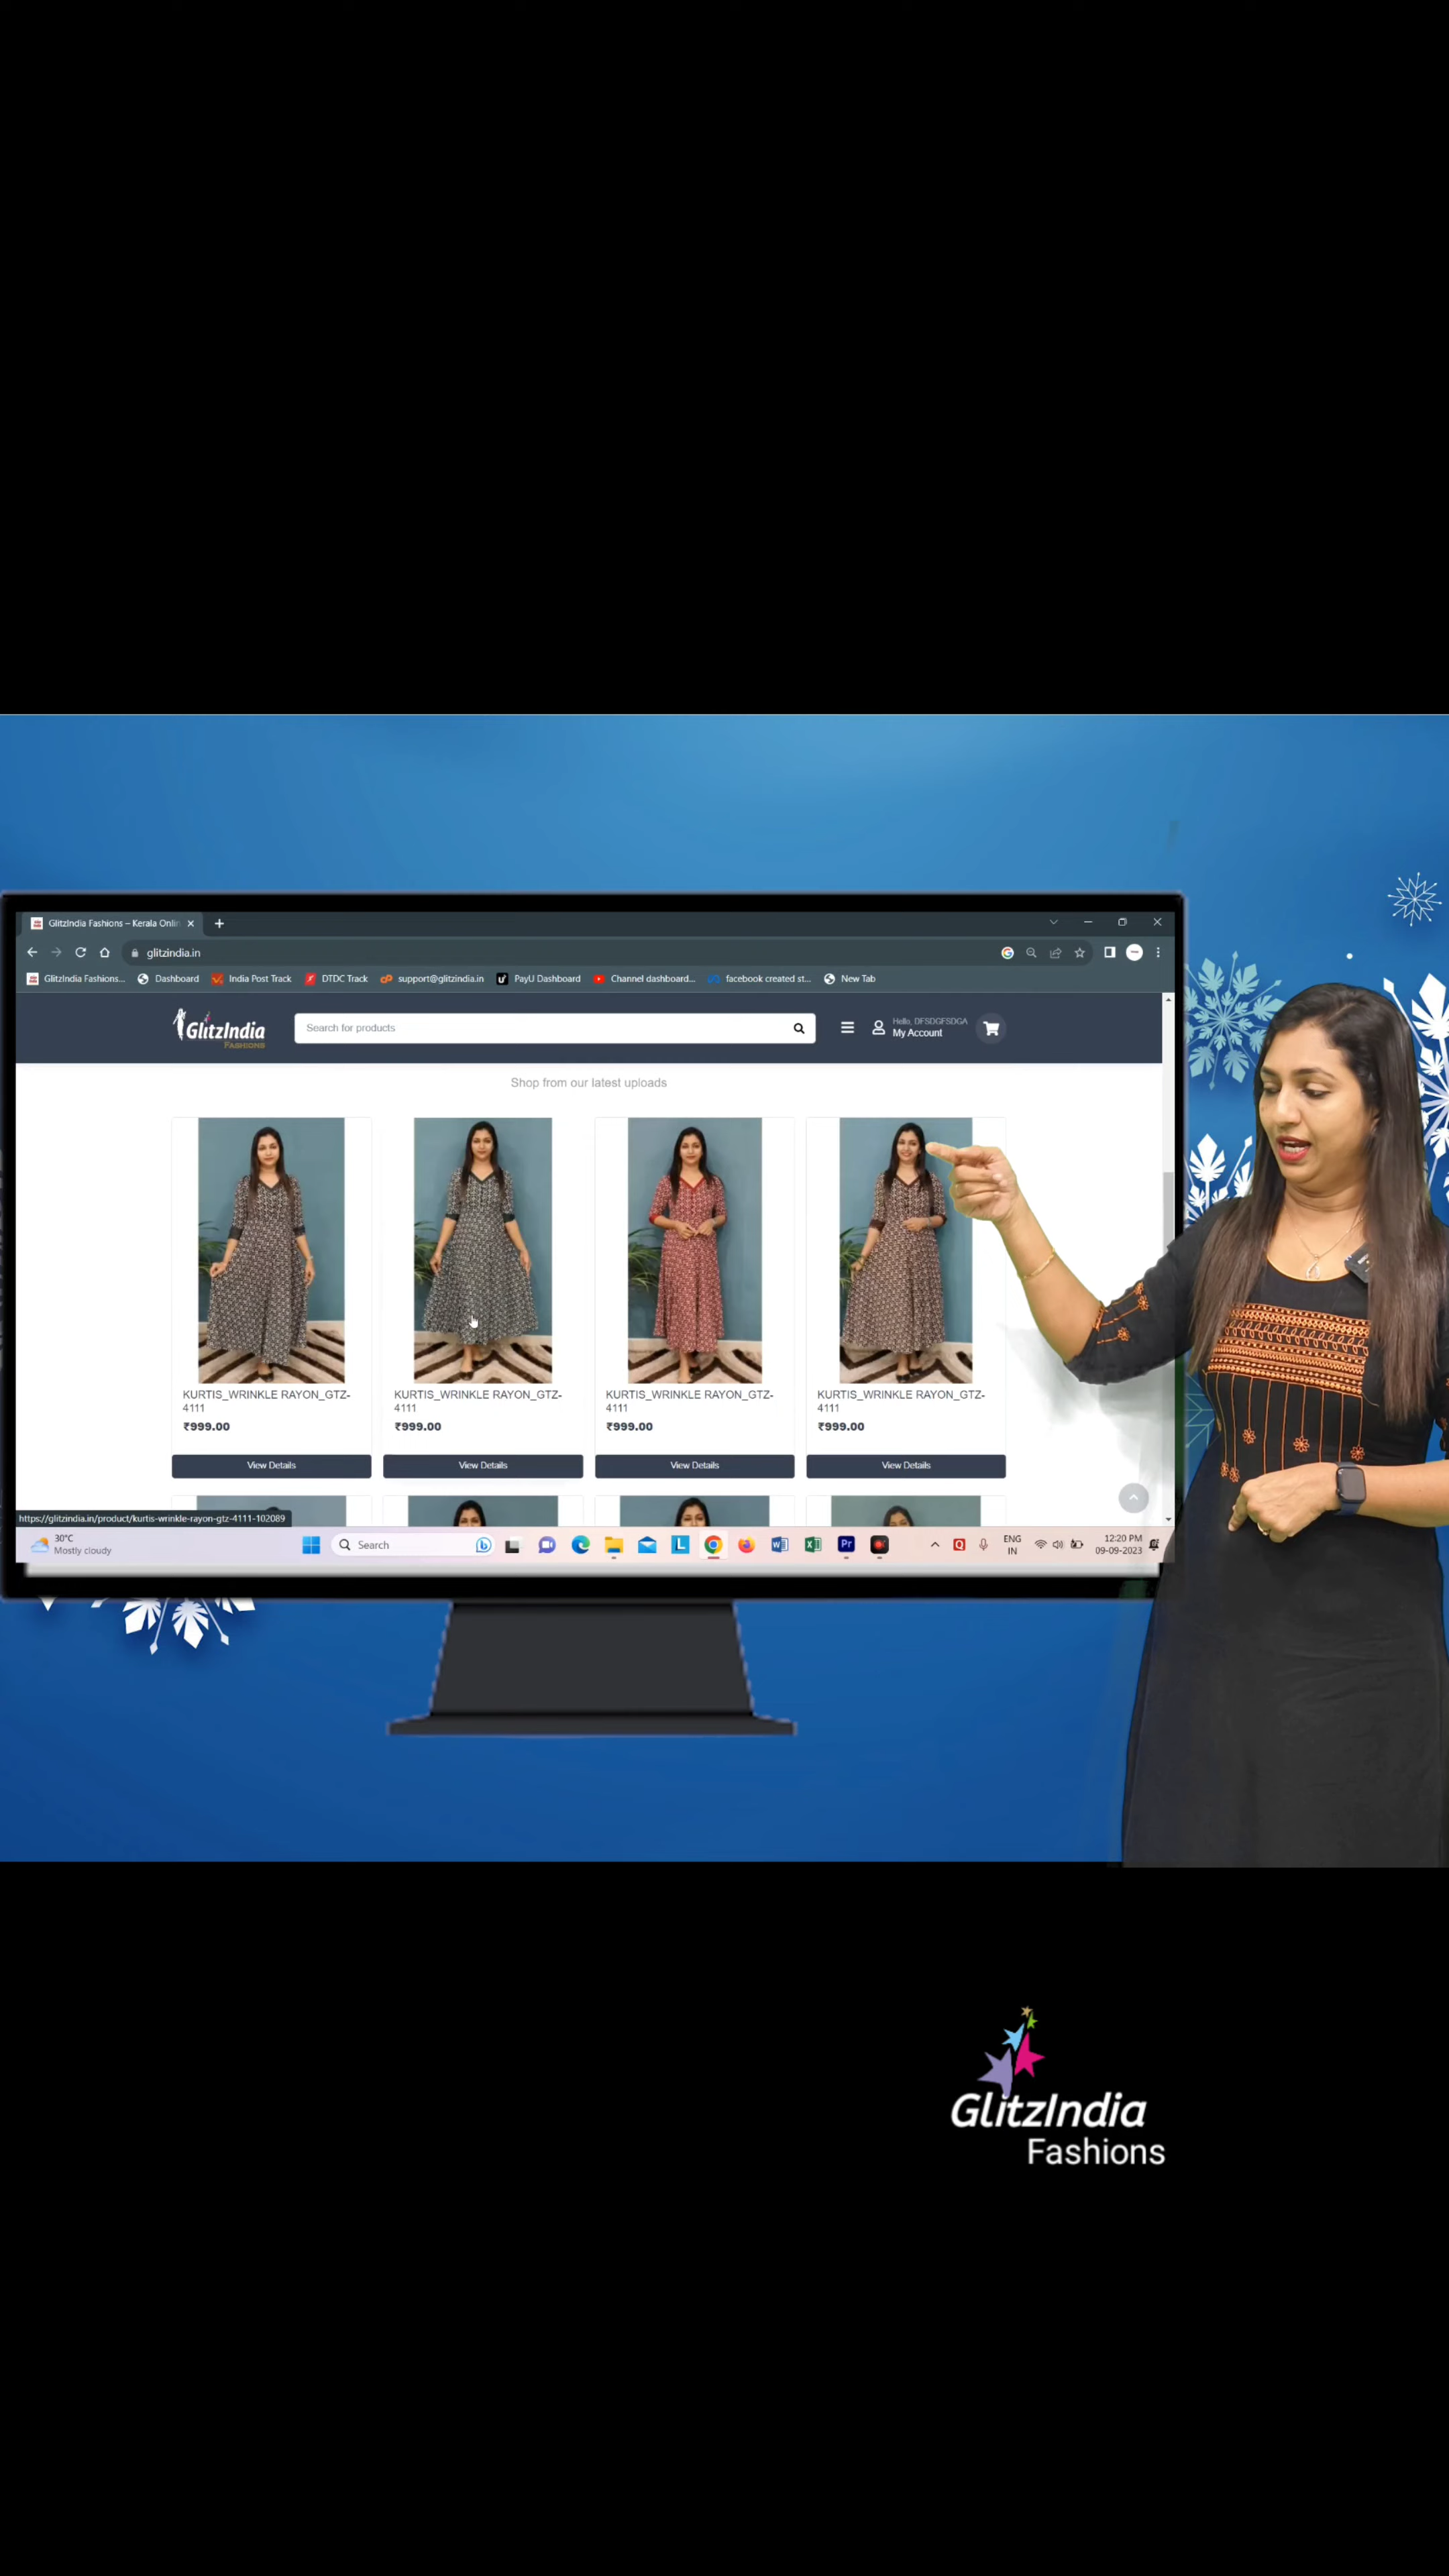 GlitzIndia Fashions – Kerala Onlin
glitzindia.in
GlitzIndia Fashions... Dashboard India Post Track DTDC Track support@glitzindia.in PayU Dashboard Channel dashboard... facebook created st... New Tab
GlitzIndia
FASHIONS
Search for products
Hello, DFSDGFSDGA
My Account
Shop from our latest uploads
KURTIS_WRINKLE RAYON_GTZ-
4111
₹999.00
View Details
KURTIS_WRINKLE RAYON_GTZ-
4111
₹999.00
View Details
KURTIS_WRINKLE RAYON_GTZ-
4111
₹999.00
View Details
KURTIS_WRINKLE RAYON_GTZ-
4111
₹999.00
View Details
https://glitzindia.in/product/kurtis-wrinkle-rayon-gtz-4111-102089
30°C
Mostly cloudy
Search
L
Pr
Q
ENG
IN
12:20 PM
09-09-2023
GlitzIndia
Fashions